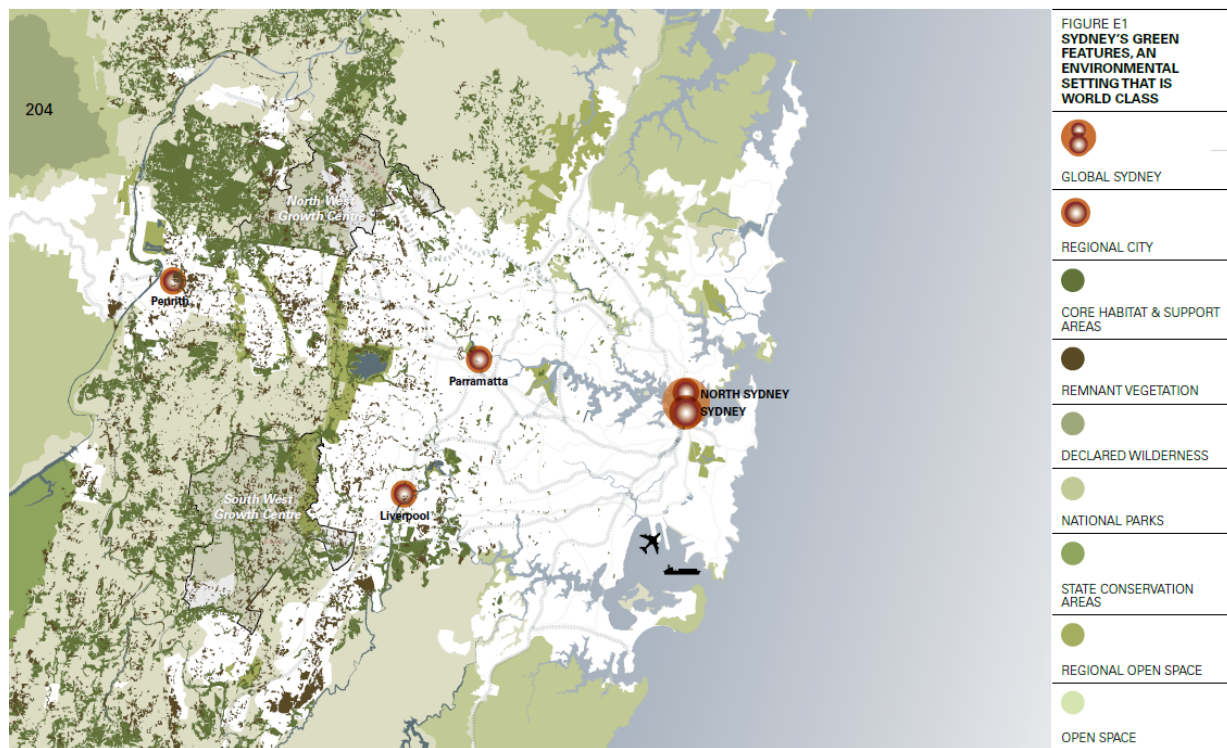 204
North West
Growth Centre
Penrith
Parramatta
NORTH SYDNEY
SYDNEY
South West
Growth Centre
Liverpool
FIGURE E1
SYDNEY'S GREEN
FEATURES, AN
ENVIRONMENTAL
SETTING THAT IS
WORLD CLASS
GLOBAL SYDNEY
REGIONAL CITY
CORE HABITAT & SUPPORT
AREAS
REMNANT VEGETATION
DECLARED WILDERNESS
NATIONAL PARKS
STATE CONSERVATION
AREAS
REGIONAL OPEN SPACE
OPEN SPACE